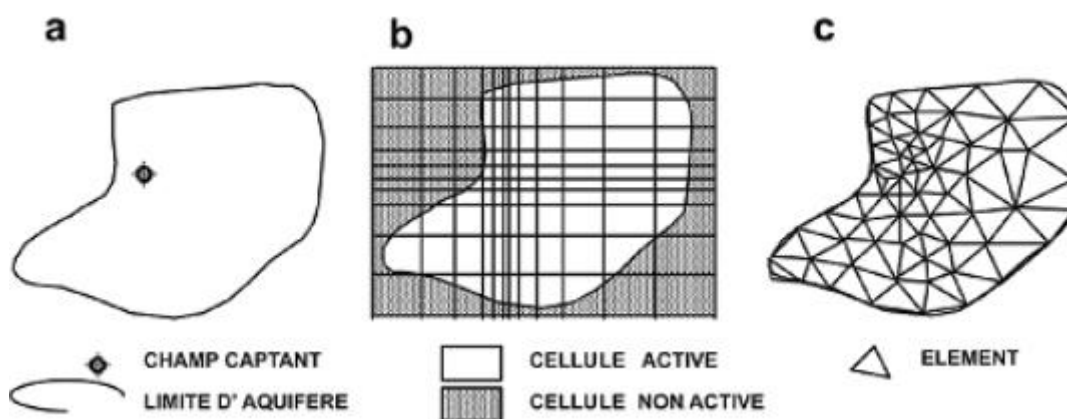 a
b
c
CHAMP CAPTANT
LIMITE D' AQUIFERE
CELLULE ACTIVE
CELLULE NON ACTIVE
ELEMENT